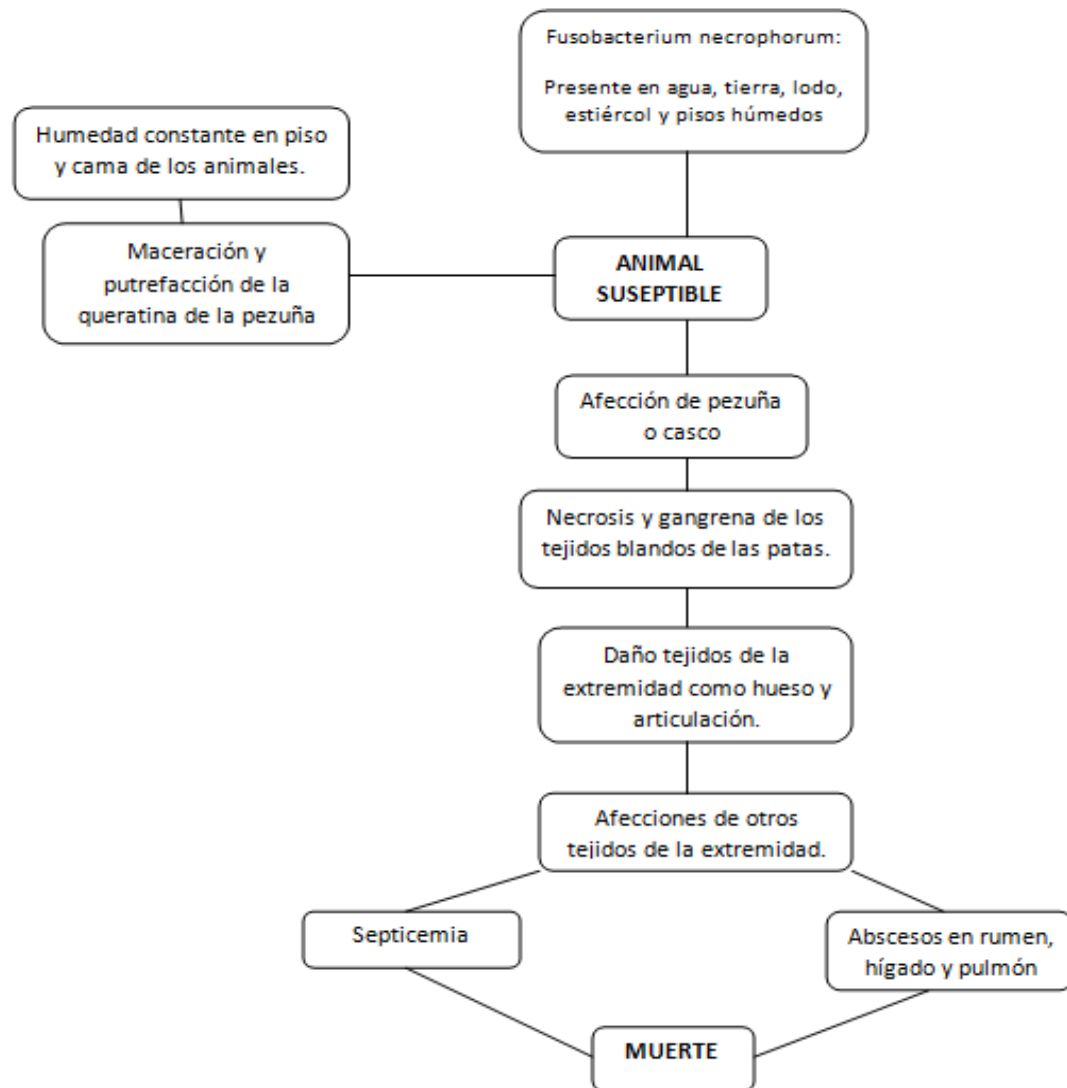 Fusobacterium necrophorum:
Presente en agua, tierra, lodo,
estiércol y pisos húmedos
Humedad constante en piso
y cama de los animales.
Maceración y
putrefacción de la
queratina de la pezuña
ANIMAL
SUSEPTIBLE
Afección de pezuña
o casco
Necrosis y gangrena de los
tejidos blandos de las patas.
Daño tejidos de la
extremidad como hueso y
articulación.
Afecciones de otros
tejidos de la extremidad.
Septicemia
Abscesos en rumen,
hígado y pulmón
MUERTE